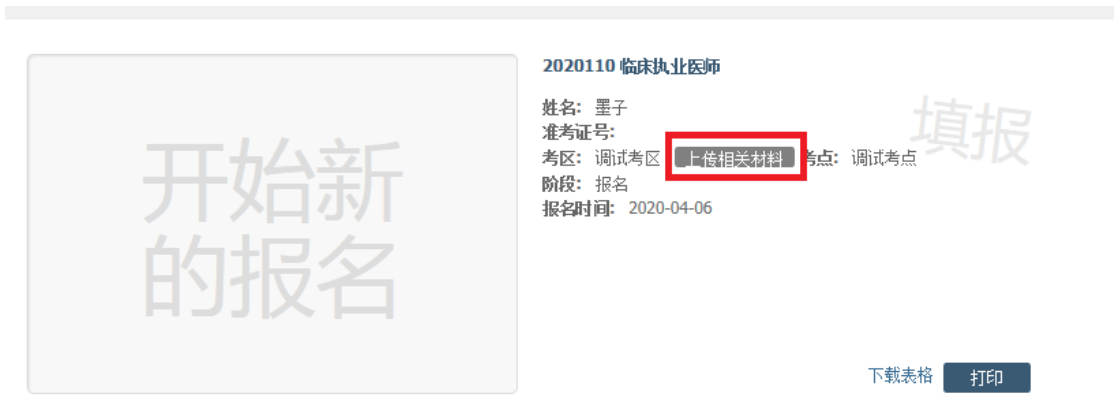 开始新
的报名
2020110 临床执业医师
填报
姓名: 墨子
准考证号:
考区: 调试考区 上传相关材料 考点: 调试考点
阶段: 报名
报名时间: 2020-04-06
下载表格 打印